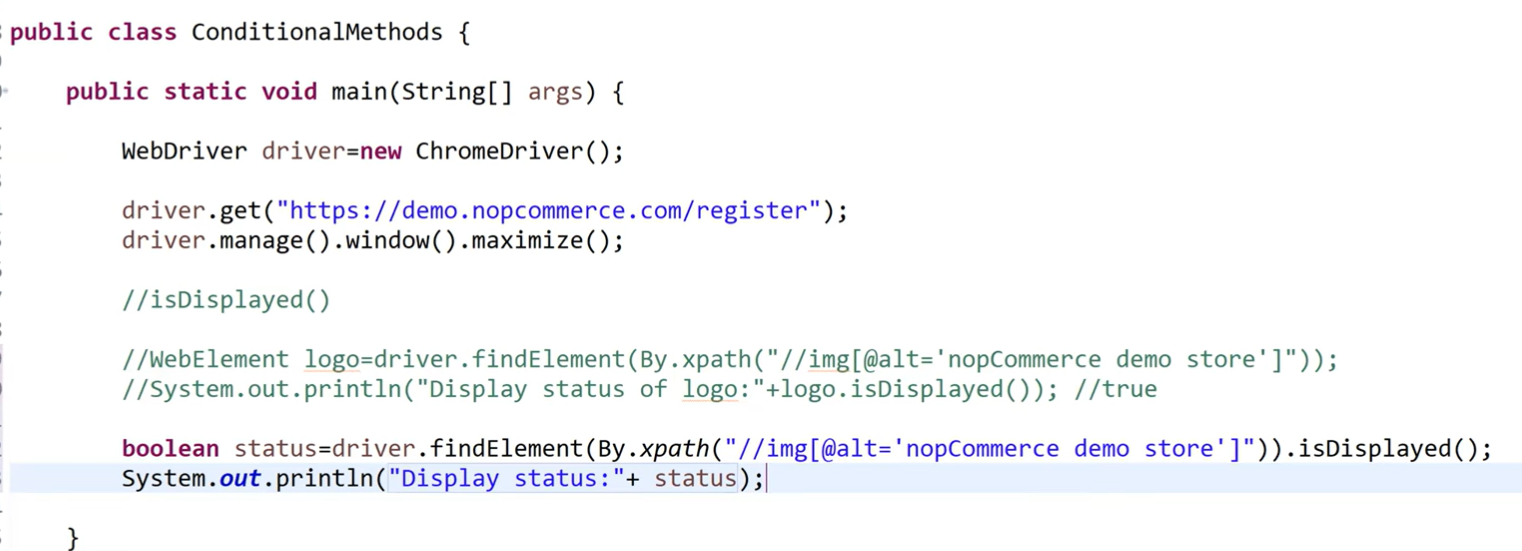 public class ConditionalMethods {
public static void main(String[] args) {
WebDriver driver=new ChromeDriver();
driver.get("https://demo.nopcommerce.com/register");
driver.manage().window().maximize();
//isDisplayed()
//WebElement logo=driver.findElement(By.xpath("//img[@alt='nopCommerce demo store']"));
//System.out.println("Display status of logo:"+logo.isDisplayed()); //true
boolean status=driver.findElement(By.xpath("//img[@alt='nopCommerce demo store']")).isDisplayed();
System.out.println("Display status:"+ status);
}